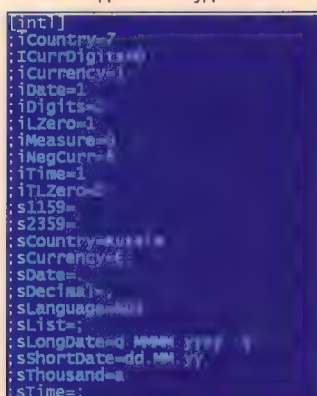 [intl]
;iCountry=7
ICurrDigits=
;iCurrency=1
;iDate=1
;iDigits=
;iLZero=1
;iMeasure=
;iNegCurr=
;iTime=1
;iTLZero=
;s1159=
;s2359=
;sCountry=Russia
;sCurrency=
;sDate=.
;sDecimal=
;sLanguage=
;sList=;
;sLongDate=d MMMM yyyy
;sShortDate=dd.MM.yy
;sThousand=a
;sTime=: